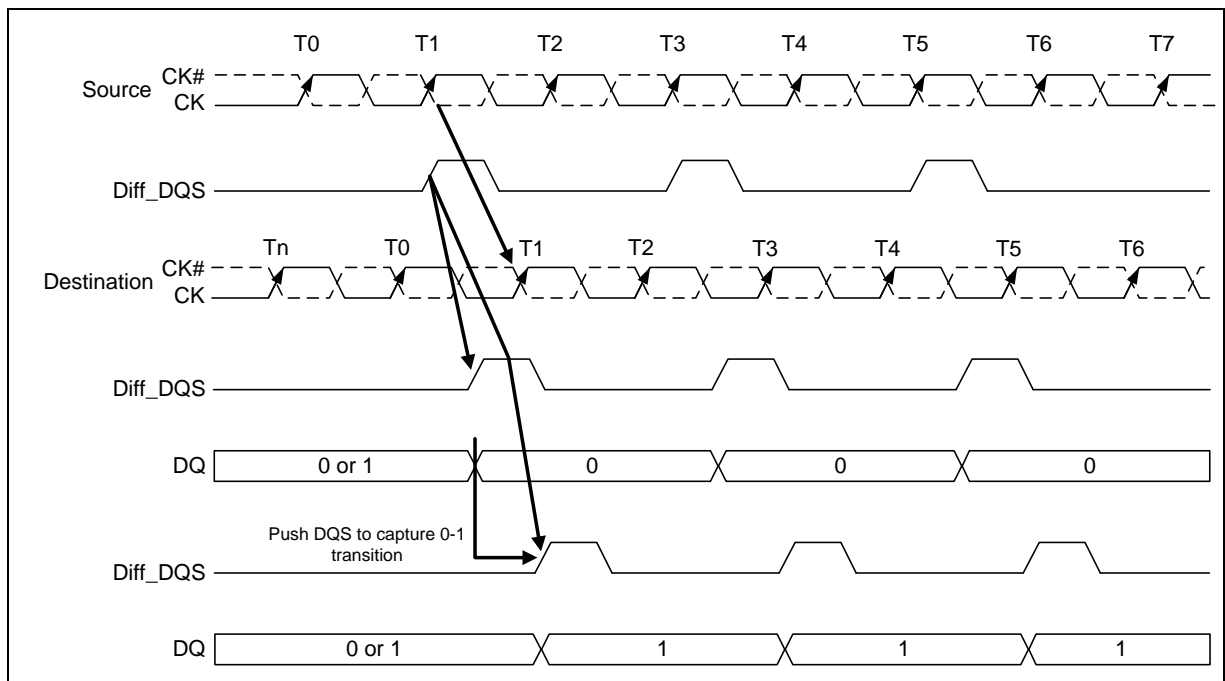 T0 T1 T2 T3 T4 T5 T6 T7
Source CK#
CK
Diff_DQS
Tn T0 T1 T2 T3 T4 T5 T6
Destination CK#
CK
Diff_DQS
DQ 0 or 1 0 0 0
Push DQS to capture 0-1
transition
Diff_DQS
DQ 0 or 1 1 1 1